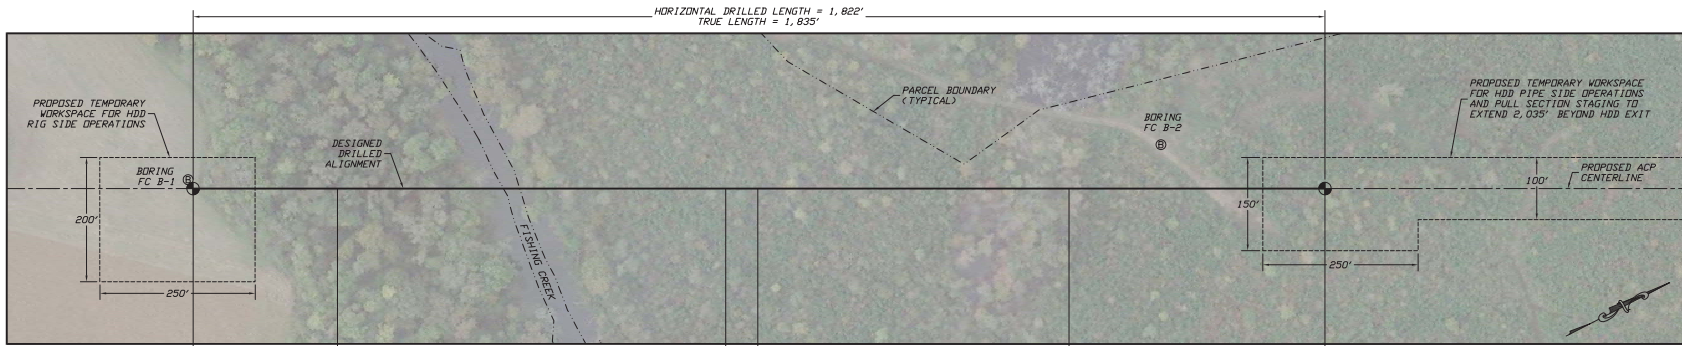 HORIZONTAL DRILLED LENGTH = 1,822'
TRUE LENGTH = 1,835'
PROPOSED TEMPORARY
WORKSPACE FOR HDD
RIG SIDE OPERATIONS
BORING
FC B-1
B
200'
250'
DESIGNED
DRILLED
ALIGNMENT
FISHING CREEK
PARCEL BOUNDARY
(TYPICAL)
BORING
FC B-2
B
PROPOSED TEMPORARY WORKSPACE
FOR HDD PIPE SIDE OPERATIONS
AND PULL SECTION STAGING TO
EXTEND 2,035' BEYOND HDD EXIT
PROPOSED ACP
CENTERLINE
100'
150'
250'